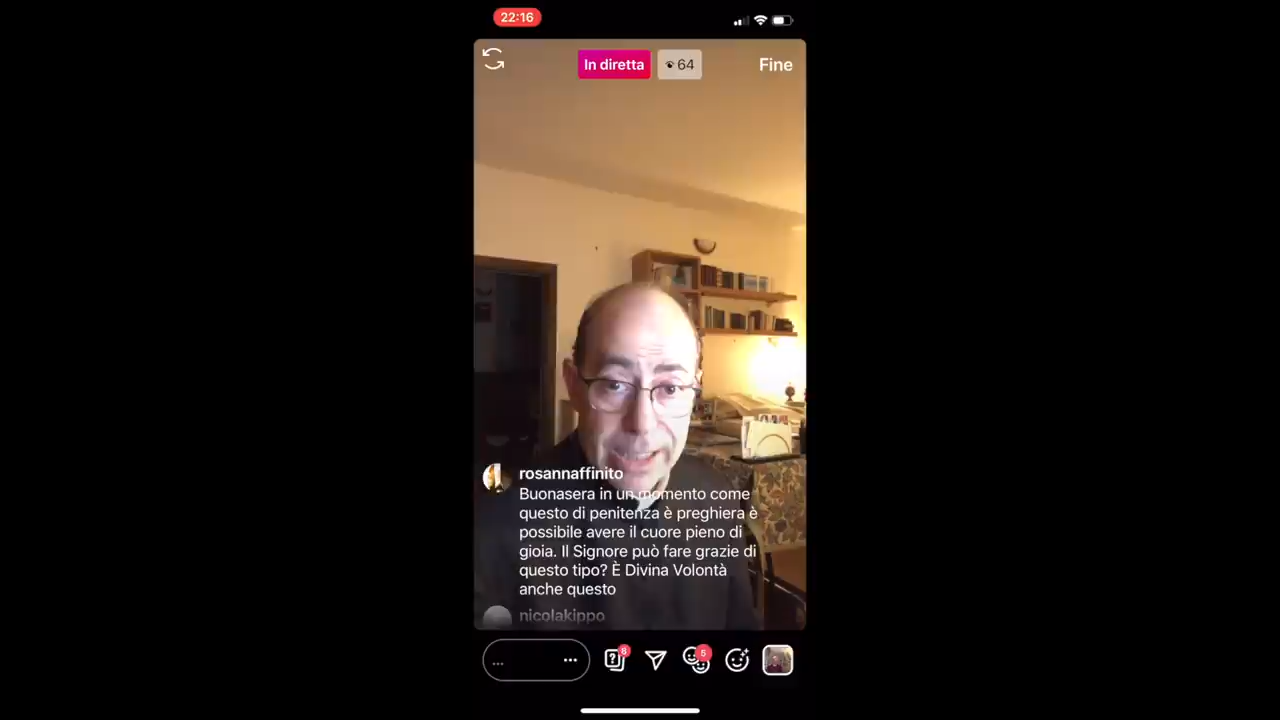 22:16
In diretta
64
Fine
rosannaffinito
Buonasera in un momento come
questo di penitenza è preghiera è
possibile avere il cuore pieno di
gioia. Il Signore può fare grazie di
questo tipo? È Divina Volontà
anche questo
nicolakippo
...
6
5